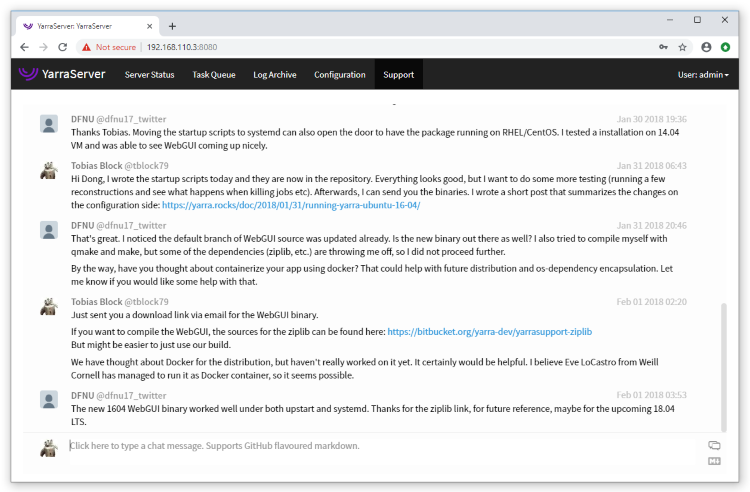 YarraServer: YarraServer
Not secure | 192.168.110.3:8080
YarraServer Server Status Task Queue Log Archive Configuration Support User: admin
DFNU @dfnu17_twitter Jan 30 2018 19:36
Thanks Tobias. Moving the startup scripts to systemd can also open the door to have the package running on RHEL/CentOS. I tested a installation on 14.04
VM and was able to see WebGUI coming up nicely.
Tobias Block @tblock79 Jan 31 2018 06:43
Hi Dong, I wrote the startup scripts today and they are now in the repository. Everything looks good, but I want to do some more testing (running a few
reconstructions and see what happens when killing jobs etc). Afterwards, I can send you the binaries. I wrote a short post that summarizes the changes on
the configuration side: https://yarra.rocks/doc/2018/01/31/running-yarra-ubuntu-16-04/
DFNU @dfnu17_twitter Jan 31 2018 20:46
That's great. I noticed the default branch of WebGUI source was updated already. Is the new binary out there as well? I also tried to compile myself with
qmake and make, but some of the dependencies (ziplib, etc.) are throwing me off, so I did not proceed further.
By the way, have you thought about containerize your app using docker? That could help with future distribution and os-dependency encapsulation. Let
me know if you would like some help with that.
Tobias Block @tblock79 Feb 01 2018 02:20
Just sent you a download link via email for the WebGUI binary.
If you want to compile the WebGUI, the sources for the ziplib can be found here: https://bitbucket.org/yarra-dev/yarrasupport-ziplib
But might be easier to just use our build.
We have thought about Docker for the distribution, but haven't really worked on it yet. It certainly would be helpful. I believe Eve LoCastro from Weill
Cornell has managed to run it as Docker container, so it seems possible.
DFNU @dfnu17_twitter Feb 01 2018 03:53
The new 1604 WebGUI binary worked well under both upstart and systemd. Thanks for the ziplib link, for future reference, maybe for the upcoming 18.04
LTS.
Click here to type a chat message. Supports GitHub flavoured markdown.